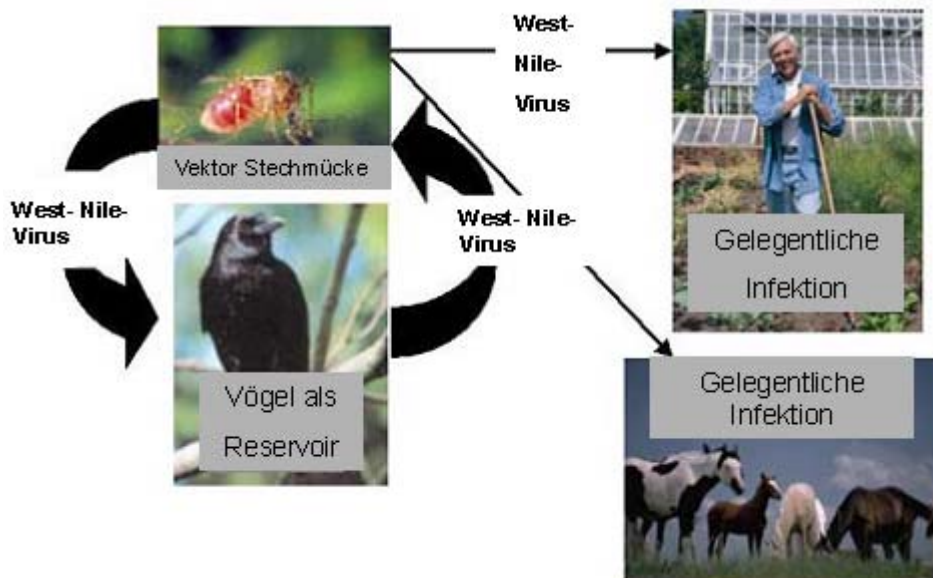 West-
Nile-
Virus
Vektor Stechmücke
West- Nile-
Virus
West- Nile-
Virus
Vögel als
Reservoir
Gelegentliche
Infektion
Gelegentliche
Infektion